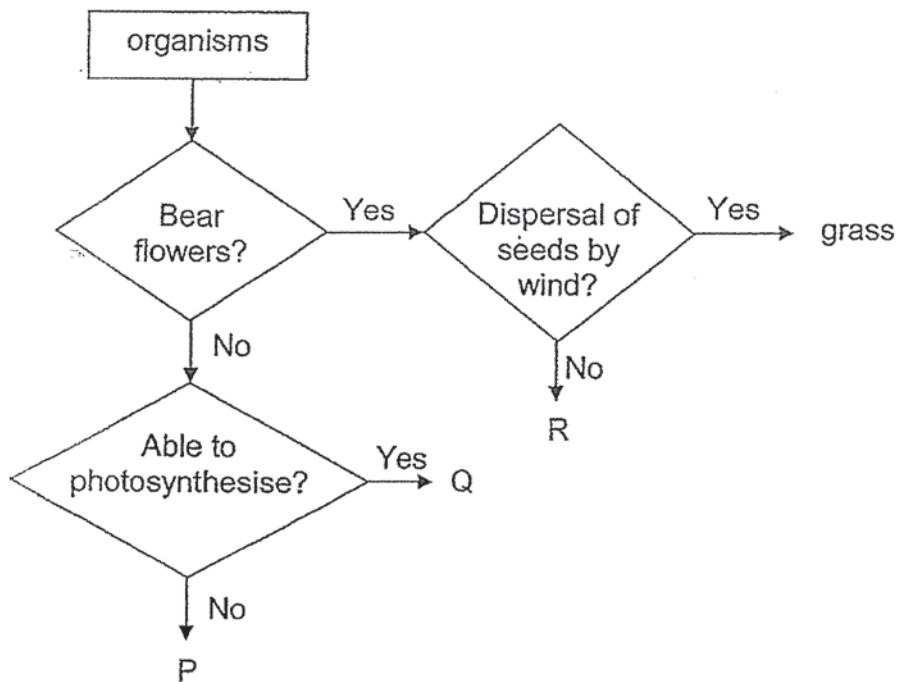 organisms
Bear
flowers?
Yes
Dispersal of
seeds by
wind?
Yes
grass
No
No
R
Able to
photosynthesise?
Yes
Q
No
P